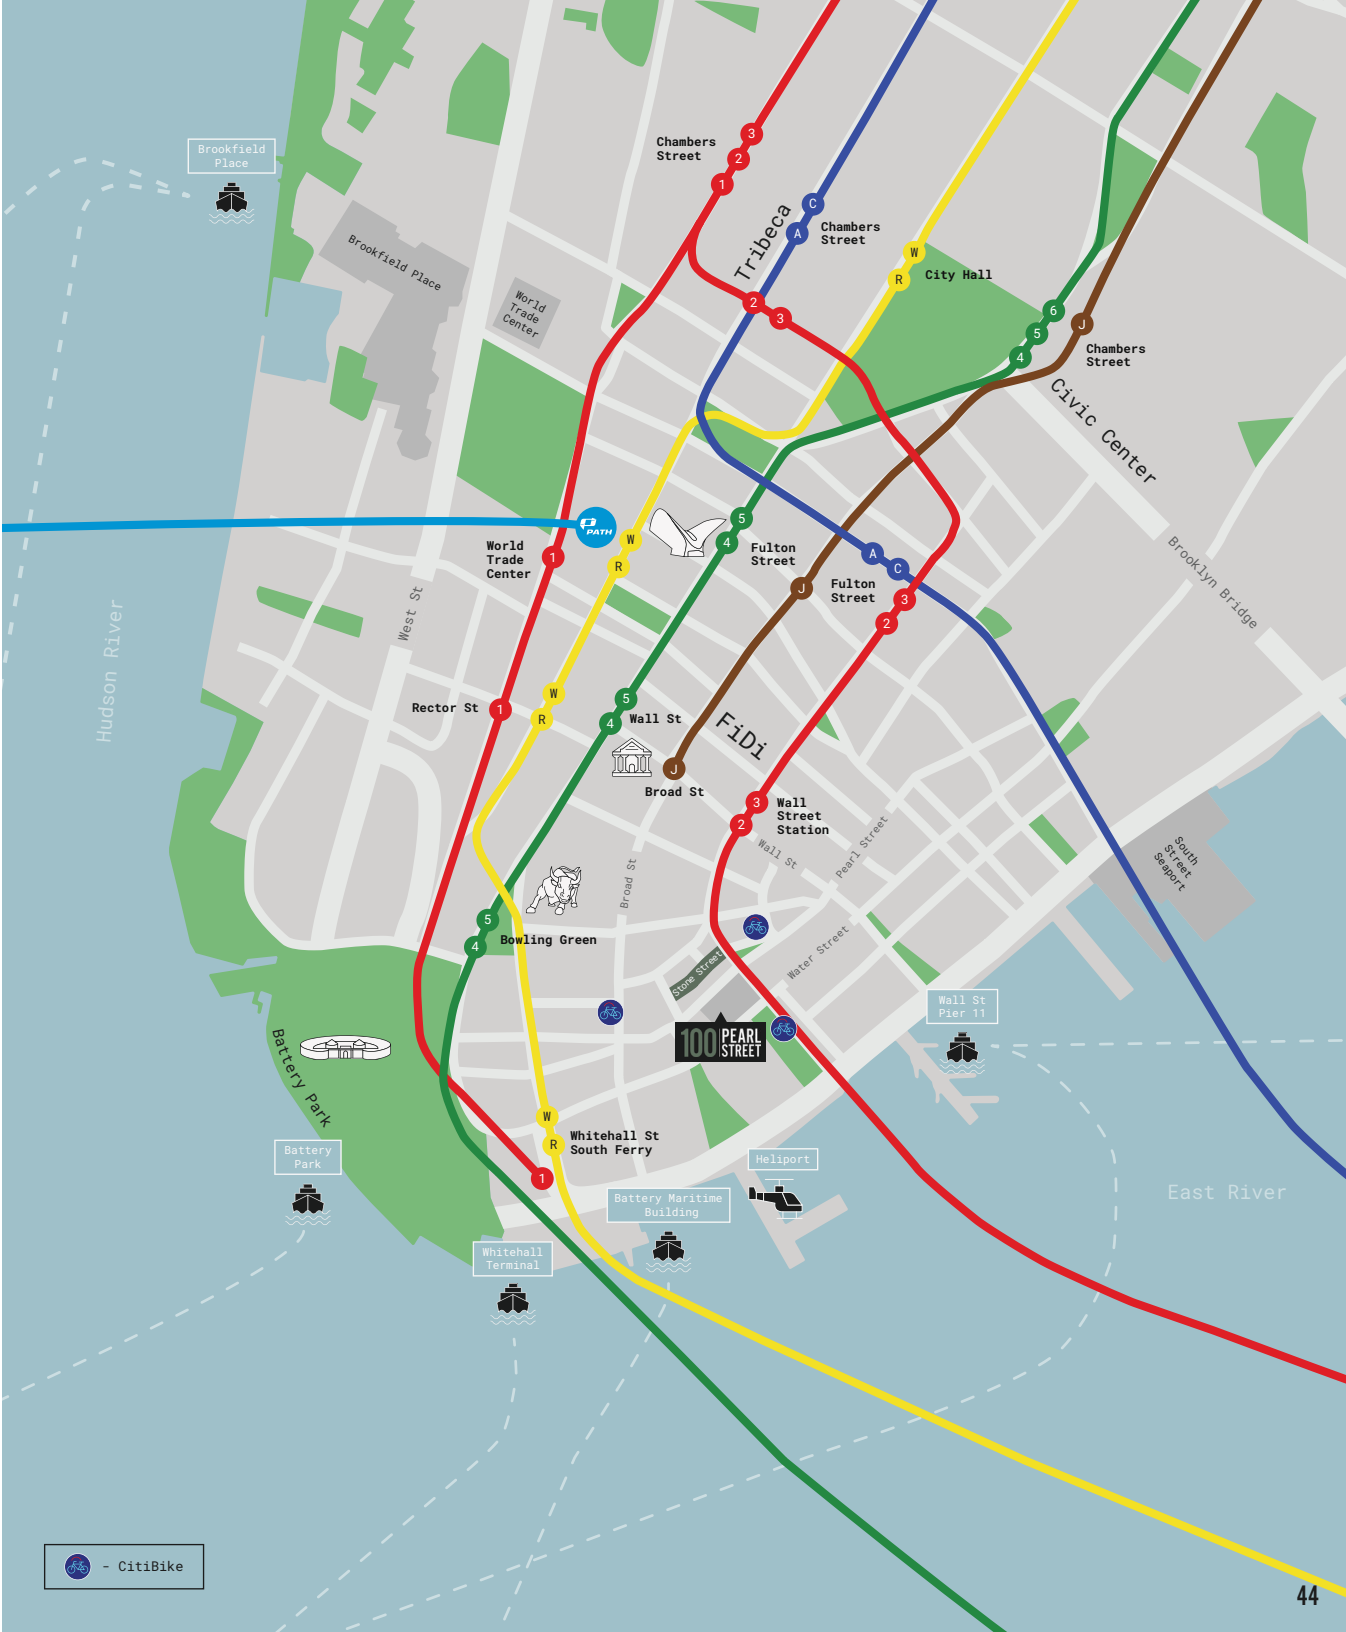 Chambers
Street
3
2
1
Brookfield
Place
C
A
Chambers
Street
Tribeca
W
R
City Hall
Brookfield Place
World
Trade
Center
2
3
6
5
4
J
Chambers
Street
Civic Center
PATH
W
R
5
4
Fulton
Street
World
Trade
Center
1
A
C
J
Fulton
Street
3
2
Brooklyn Bridge
West St
Hudson River
Rector St
1
W
R
5
4
Wall St
FiDi
J
Broad St
3
2
Wall
Street
Station
Wall St
Pearl Street
South
Street
Seaport
Broad St
5
4
Bowling Green
Water Street
Stone Street
Wall St
Pier 11
100
PEARL
STREET
Battery Park
W
R
Whitehall St
South Ferry
1
Battery
Park
Heliport
East River
Battery Maritime
Building
Whitehall
Terminal
- CitiBike
44